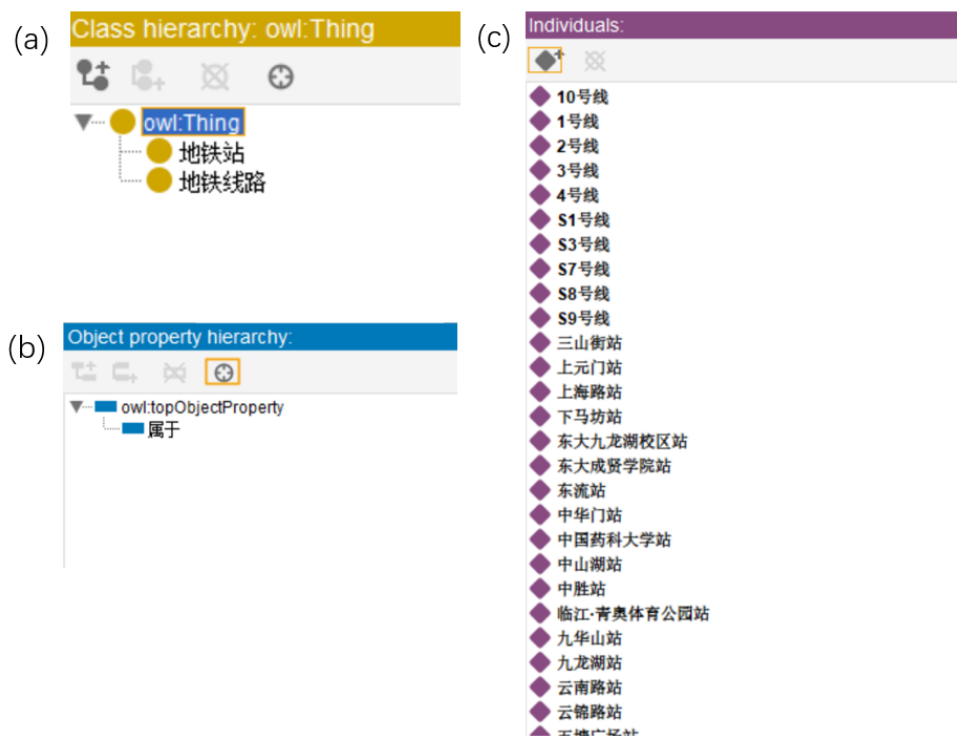 (a)
Class hierarchy: owl:Thing
owl:Thing
地铁站
地铁线路
(b)
Object property hierarchy:
owl:topObjectProperty
属于
(c)
Individuals:
10号线
1号线
2号线
3号线
4号线
S1号线
S3号线
S7号线
S8号线
S9号线
三山街站
上元门站
上海路站
下马坊站
东大九龙湖校区站
东大成贤学院站
东流站
中华门站
中国药科大学站
中山湖站
中胜站
临江·青奥体育公园站
九华山站
九龙湖站
云南路站
云锦路站